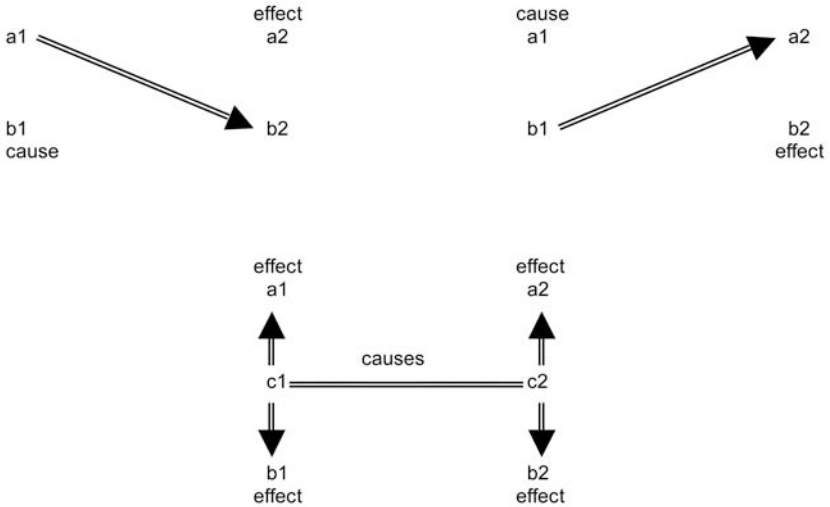 effect
a1 a2
b1 b2
cause
cause
a1 a2
b1 b2
effect
effect effect
a1 a2
causes
c1 c2
b1 b2
effect effect